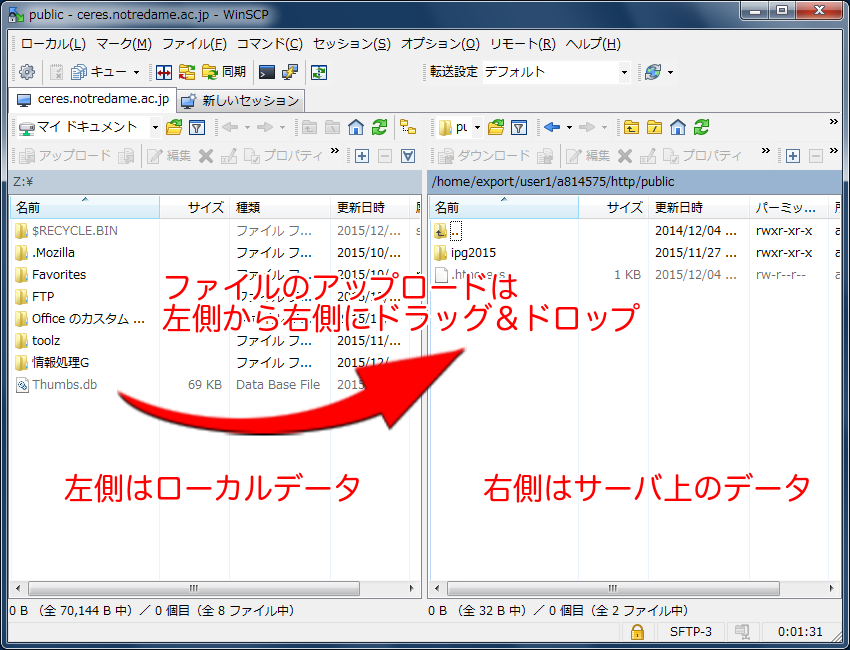 public - ceres.notredame.ac.jp - WinSCP
ローカル(L) マーク(M) ファイル(F) コマンド(C) セッション(S) オプション(O) リモート(R) ヘルプ(H)
キュー 同期 転送設定 デフォルト
ceres.notredame.ac.jp 新しいセッション
マイ ドキュメント pu
アップロード 編集 プロパティ » ダウンロード 編集 プロパティ » »
Z:¥ /home/export/user1/a814575/http/public
名前 サイズ 種類 更新日時 名前 サイズ 更新日時 パーミッ...
$RECYCLE.BIN ファイル フ... 2015/12/... .. 2014/12/04 ... rwxr-xr-x
.Mozilla ファイル フ... 2015/10/... ipg2015 2015/11/27 ... rwxr-xr-x
Favorites ファイル フ... 2015/10/... 1 KB 2015/12/04 ... rw-r--r--
FTP
ファイルのアップロードは
左側から右側にドラッグ＆ドロップ
Office のカスタム ...
toolz ファイル フ... 2015/11/...
情報処理G ファイル フ... 2015/12/...
Thumbs.db 69 KB Data Base File 2015
左側はローカルデータ 右側はサーバ上のデータ
0 B （全 70,144 B 中）／ 0 個目（全 8 ファイル中） 0 B （全 32 B 中）／ 0 個目（全 2 ファイル中）
SFTP-3 0:01:31